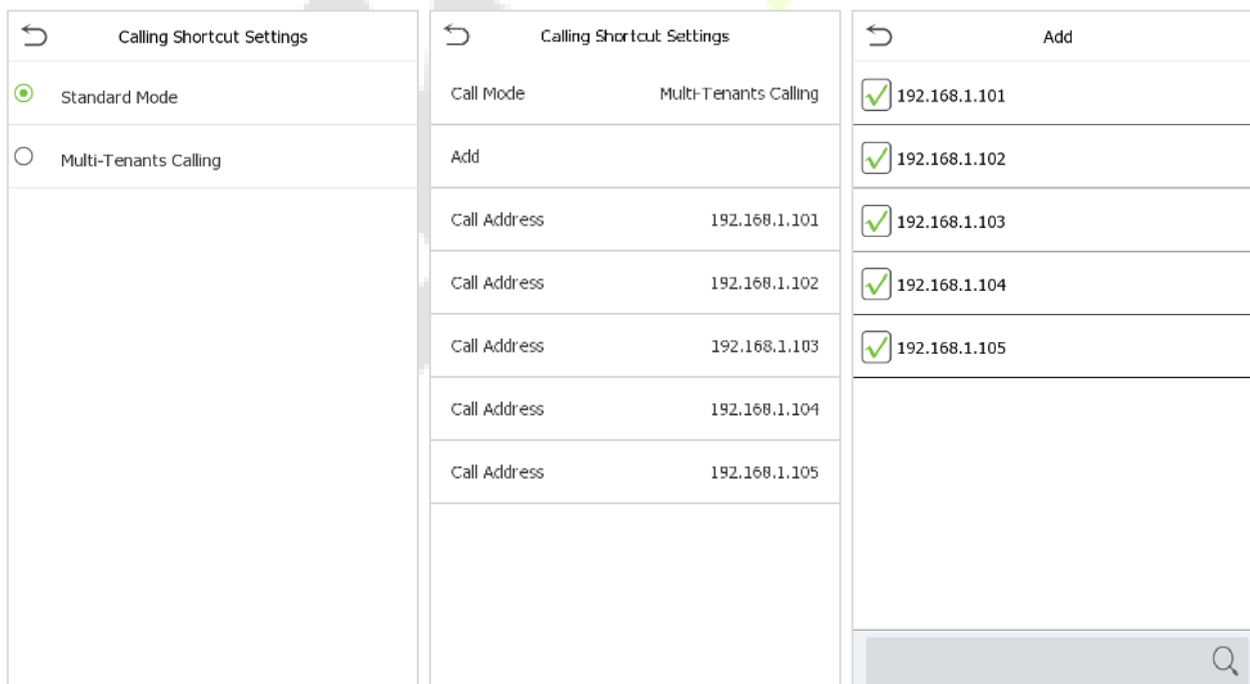 Calling Shortcut Settings
Standard Mode
Multi-Tenants Calling
Calling Shortcut Settings
Call Mode Multi-Tenants Calling
Add
Call Address 192.168.1.101
Call Address 192.168.1.102
Call Address 192.168.1.103
Call Address 192.168.1.104
Call Address 192.168.1.105
Add
192.168.1.101
192.168.1.102
192.168.1.103
192.168.1.104
192.168.1.105